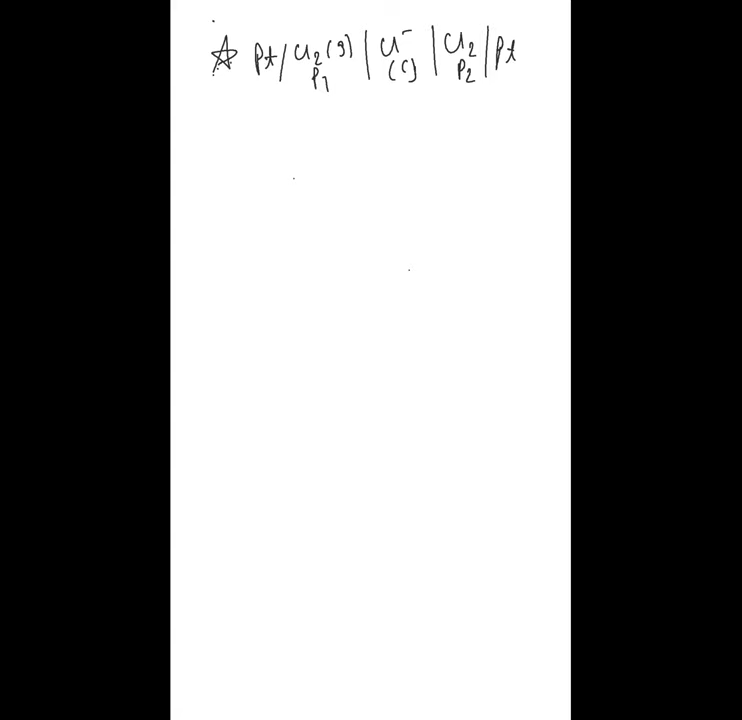 ☆ Pt/Cl2(g) | Cl⁻ | Cl2 | Pt
P1 (C) P2